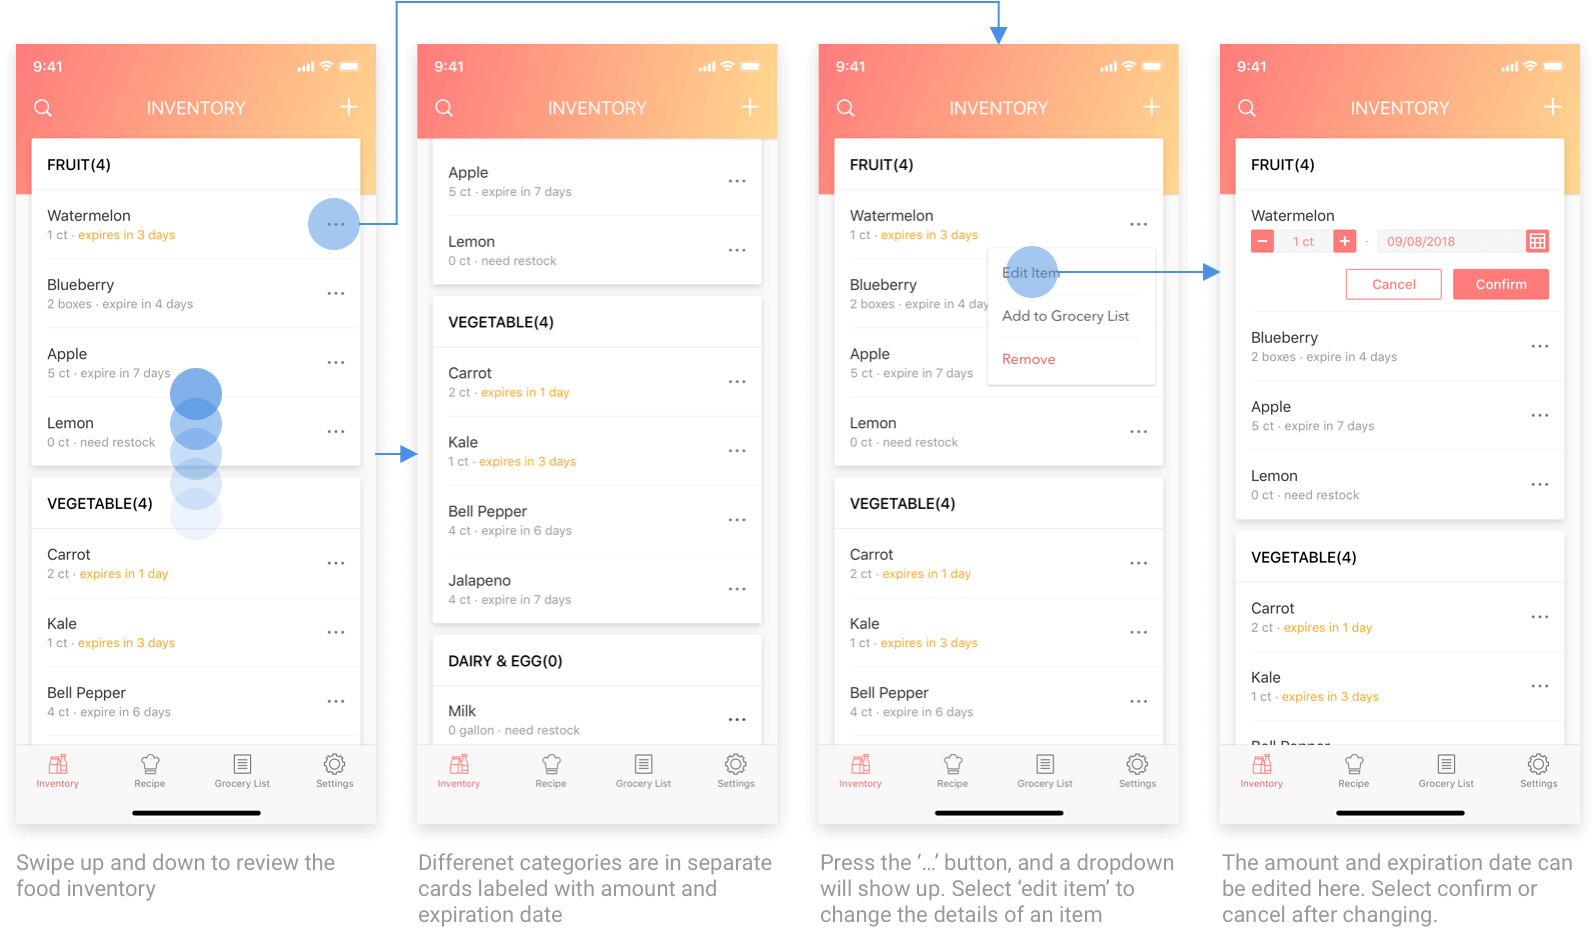 9:41
INVENTORY
FRUIT(4)
Watermelon
1 ct · expires in 3 days
Blueberry
2 boxes · expire in 4 days
Apple
5 ct · expire in 7 days
Lemon
0 ct · need restock
VEGETABLE(4)
Carrot
2 ct · expires in 1 day
Kale
1 ct · expires in 3 days
Bell Pepper
4 ct · expire in 6 days
Inventory Recipe Grocery List Settings
Swipe up and down to review the
food inventory
9:41
INVENTORY
Apple
5 ct · expire in 7 days
Lemon
0 ct · need restock
VEGETABLE(4)
Carrot
2 ct · expires in 1 day
Kale
1 ct · expires in 3 days
Bell Pepper
4 ct · expire in 6 days
Jalapeno
4 ct · expire in 7 days
DAIRY & EGG(0)
Milk
0 gallon · need restock
Inventory Recipe Grocery List Settings
Differenet categories are in separate
cards labeled with amount and
expiration date
9:41
INVENTORY
FRUIT(4)
Watermelon
1 ct · expires in 3 days
Edit Item
Blueberry
2 boxes · expire in 4 day
Add to Grocery List
Apple
Remove
5 ct · expire in 7 days
Lemon
0 ct · need restock
VEGETABLE(4)
Carrot
2 ct · expires in 1 day
Kale
1 ct · expires in 3 days
Bell Pepper
4 ct · expire in 6 days
Inventory Recipe Grocery List Settings
Press the ‘...’ button, and a dropdown
will show up. Select ‘edit item’ to
change the details of an item
9:41
INVENTORY
FRUIT(4)
Watermelon
− 1 ct + · 09/08/2018
Cancel Confirm
Blueberry
2 boxes · expire in 4 days
Apple
5 ct · expire in 7 days
Lemon
0 ct · need restock
VEGETABLE(4)
Carrot
2 ct · expires in 1 day
Kale
1 ct · expires in 3 days
Bell Pepper
Inventory Recipe Grocery List Settings
The amount and expiration date can
be edited here. Select confirm or
cancel after changing.